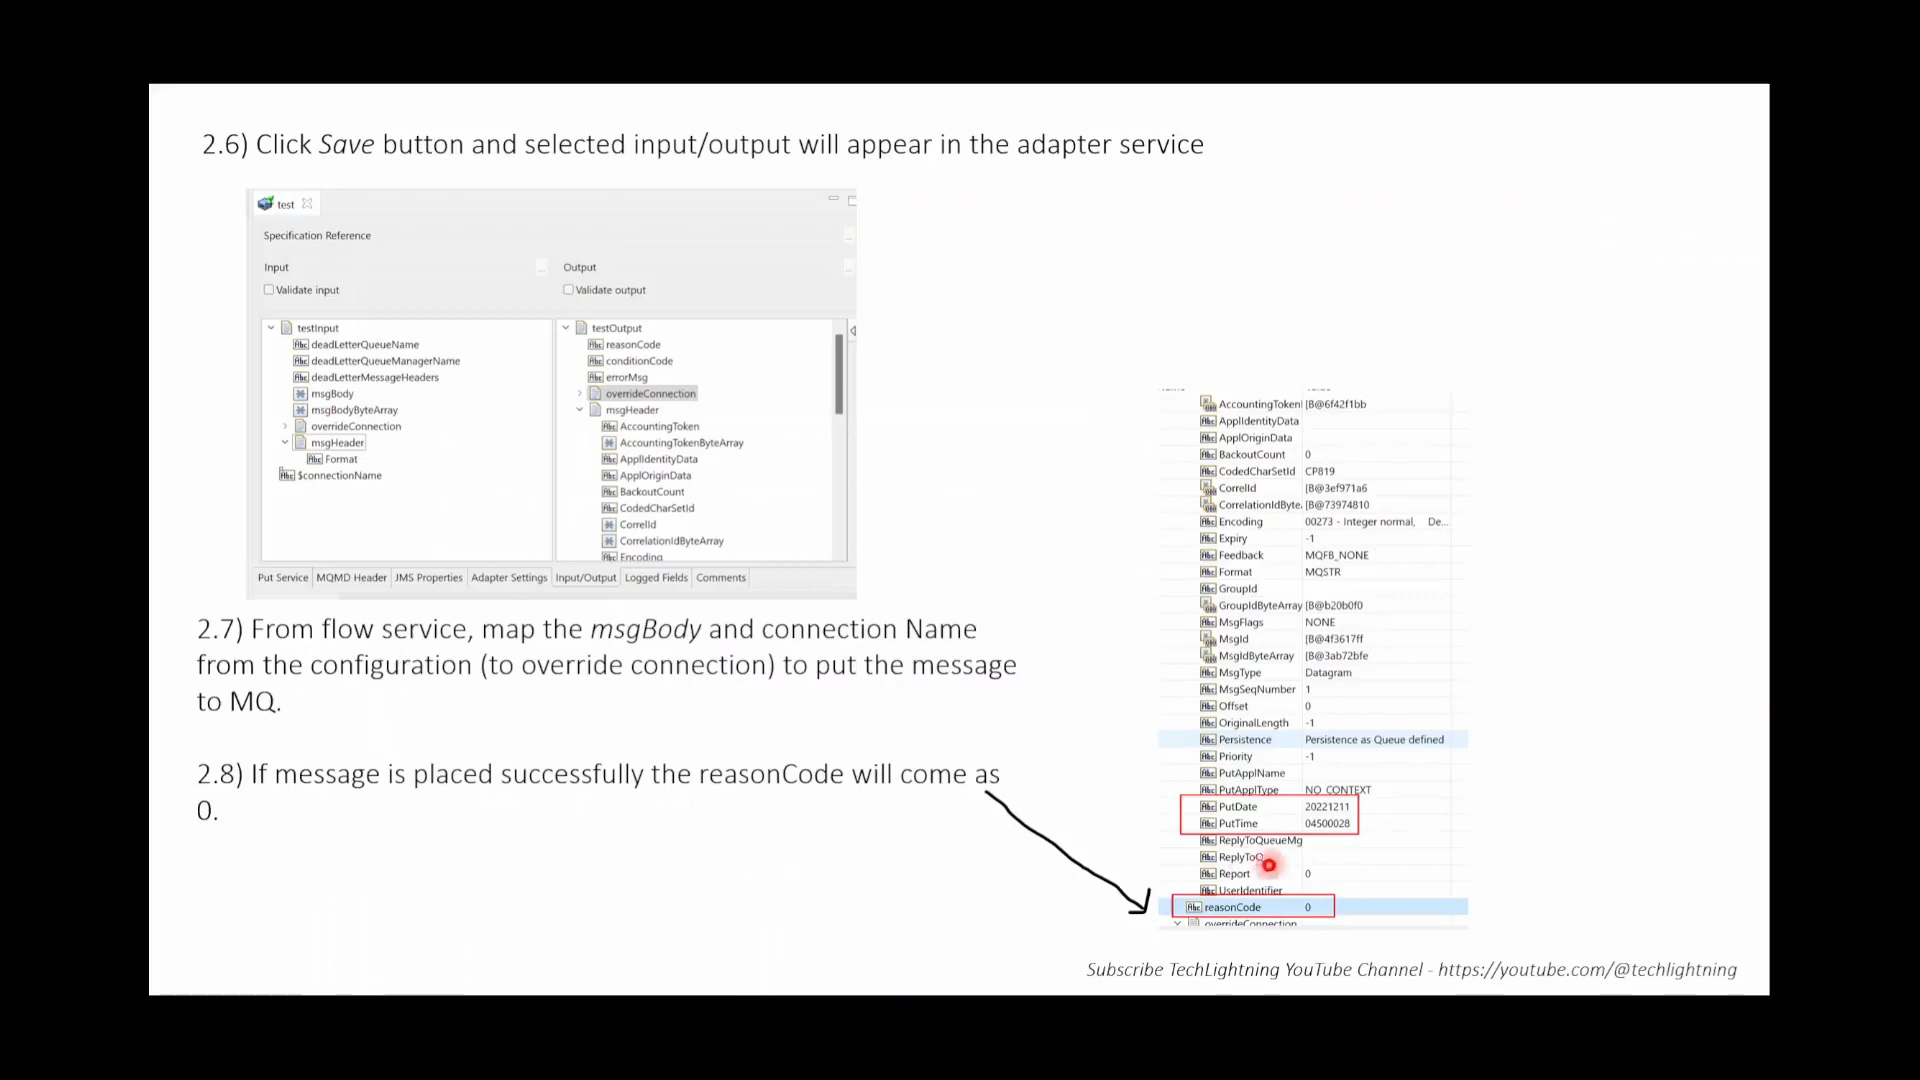 2.6) Click Save button and selected input/output will appear in the adapter service
test
Specification Reference
Input
Output
Validate input
Validate output
testInput
deadLetterQueueName
deadLetterQueueManagerName
deadLetterMessageHeaders
msgBody
msgBodyByteArray
overrideConnection
msgHeader
Format
$connectionName
testOutput
reasonCode
conditionCode
errorMsg
overrideConnection
msgHeader
AccountingToken
AccountingTokenByteArray
ApplIdentityData
ApplOriginData
BackoutCount
CodedCharSetId
CorrelId
CorrelationIdByteArray
Encoding
Put Service MQMD Header JMS Properties Adapter Settings Input/Output Logged Fields Comments
2.7) From flow service, map the msgBody and connection Name
from the configuration (to override connection) to put the message
to MQ.
2.8) If message is placed successfully the reasonCode will come as
0.
AccountingToken [B@6f42f1bb
ApplIdentityData
ApplOriginData
BackoutCount 0
CodedCharSetId CP819
CorrelId [B@3ef971a6
CorrelationIdByte. [B@73974810
Encoding 00273 - Integer normal, De...
Expiry -1
Feedback MQFB_NONE
Format MQSTR
GroupId
GroupIdByteArray [B@b20b0f0
MsgFlags NONE
MsgId [B@4f3617ff
MsgIdByteArray [B@3ab72bfe
MsgType Datagram
MsgSeqNumber 1
Offset 0
OriginalLength -1
Persistence Persistence as Queue defined
Priority -1
PutApplName
PutApplType NO_CONTEXT
PutDate 20221211
PutTime 04500028
ReplyToQueueMg
ReplyToQ
Report 0
UserIdentifier
reasonCode 0
overrideConnection
Subscribe TechLightning YouTube Channel - https://youtube.com/@techlightning